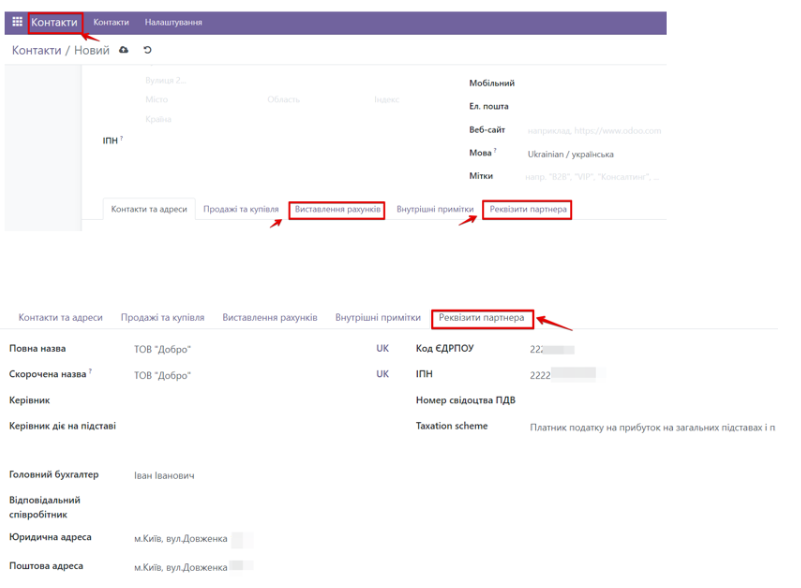 Контакти Контакти Налаштування
Контакти / Новий
Вулиця 2...
Місто Область Індекс
Країна
ІПН ?
Мобільний
Ел. пошта
Веб-сайт наприклад, https://www.odoo.com
Мова ? Ukrainian / українська
Мітки напр. "B2B", "VIP", "Консалтинг", ...
Контакти та адреси Продажі та купівля Виставлення рахунків Внутрішні примітки Реквізити партнера
Контакти та адреси Продажі та купівля Виставлення рахунків Внутрішні примітки Реквізити партнера
Повна назва ТОВ "Добро" UK Код ЄДРПОУ 222
Скорочена назва ? ТОВ "Добро" UK ІПН 2222
Керівник Номер свідоцтва ПДВ
Керівник діє на підставі Taxation scheme Платник податку на прибуток на загальних підставах і п
Головний бухгалтер Іван Іванович
Відповідальний
співробітник
Юридична адреса м.Київ, вул.Довженка
Поштова адреса м.Київ, вул.Довженка